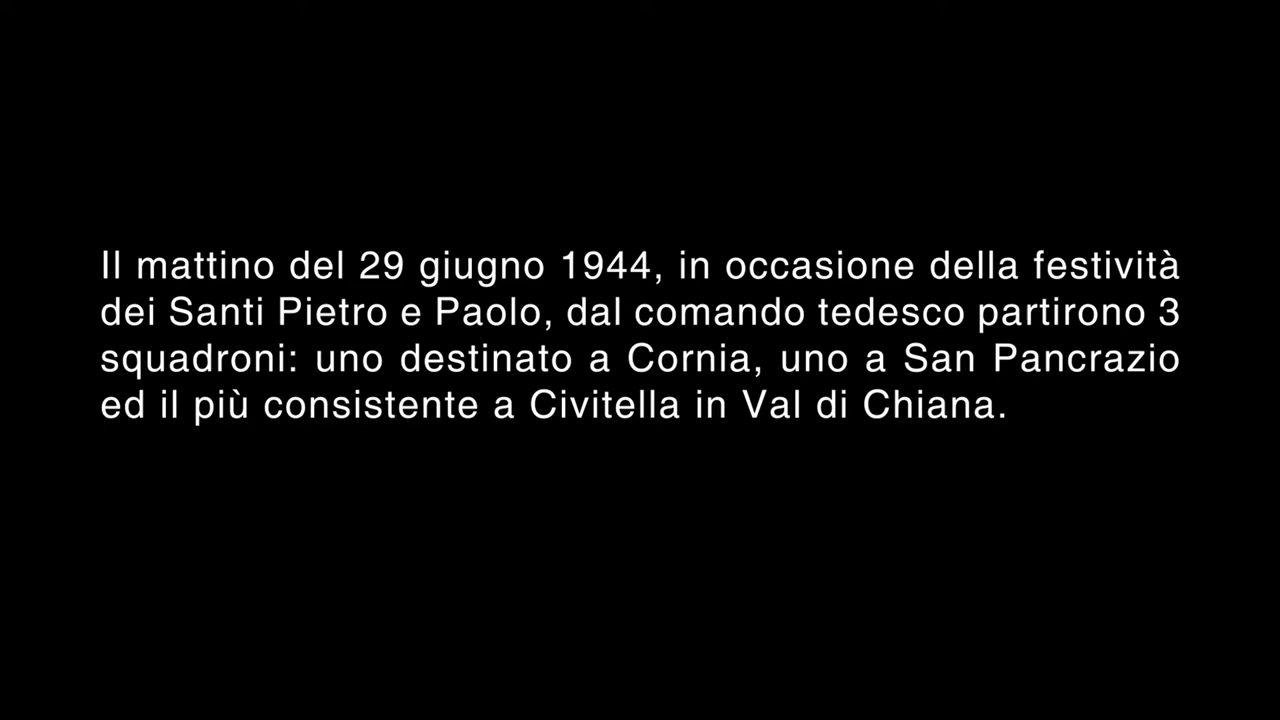 Il mattino del 29 giugno 1944, in occasione della festività
dei Santi Pietro e Paolo, dal comando tedesco partirono 3
squadroni: uno destinato a Cornia, uno a San Pancrazio
ed il più consistente a Civitella in Val di Chiana.